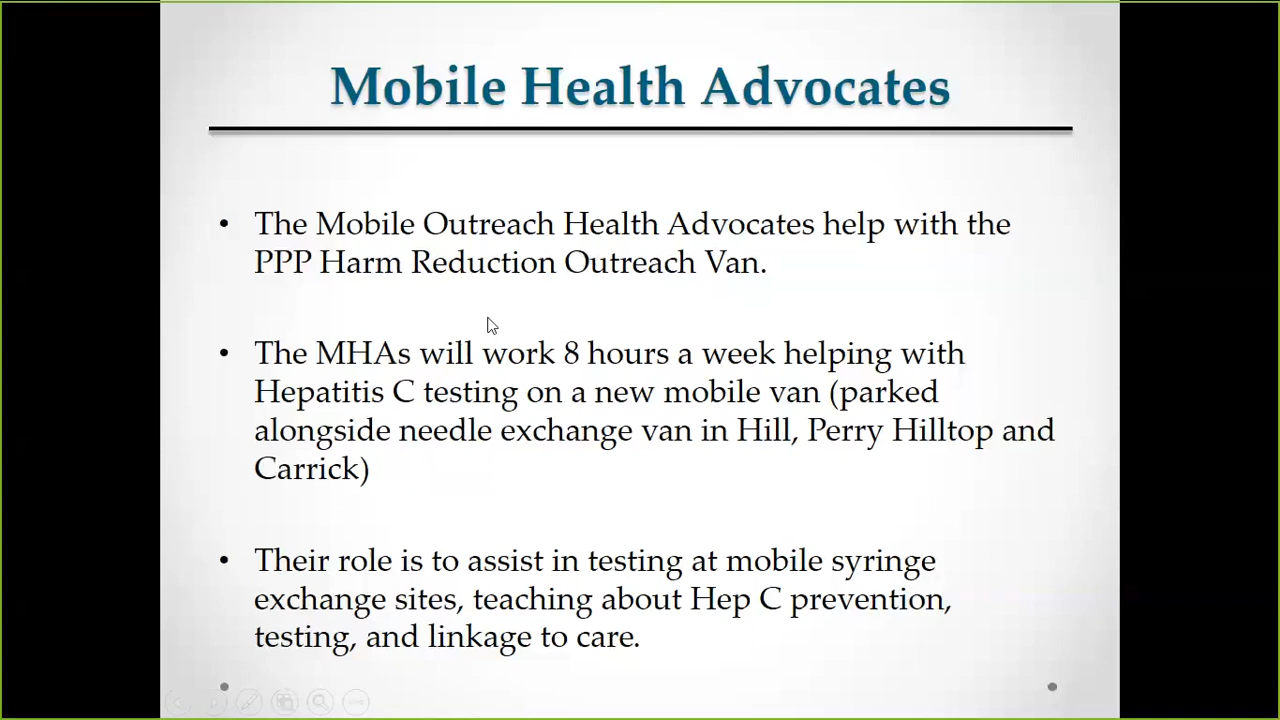 Mobile Health Advocates
• The Mobile Outreach Health Advocates help with the
PPP Harm Reduction Outreach Van.
• The MHAs will work 8 hours a week helping with
Hepatitis C testing on a new mobile van (parked
alongside needle exchange van in Hill, Perry Hilltop and
Carrick)
• Their role is to assist in testing at mobile syringe
exchange sites, teaching about Hep C prevention,
testing, and linkage to care.